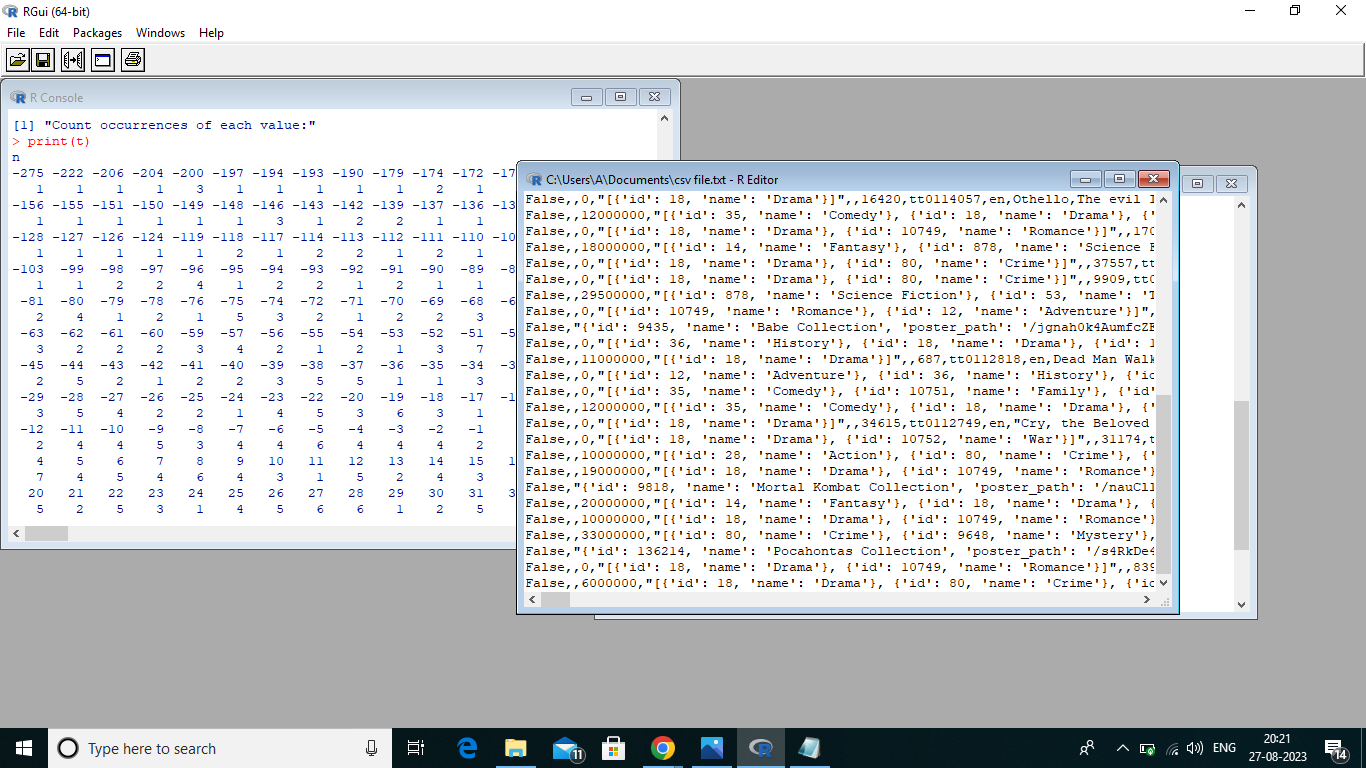 RGui (64-bit)
File Edit Packages Windows Help
R Console
[1] "Count occurrences of each value:"
> print(t)
n
-275 -222 -206 -204 -200 -197 -194 -193 -190 -179 -174 -172 -17
1 1 1 1 3 1 1 1 1 1 2 1
-156 -155 -151 -150 -149 -148 -146 -143 -142 -139 -137 -136 -13
1 1 1 1 1 1 3 1 2 2 1 1
-128 -127 -126 -124 -119 -118 -117 -114 -113 -112 -111 -110 -10
1 1 1 1 1 2 1 2 2 1 2 1
-103 -99 -98 -97 -96 -95 -94 -93 -92 -91 -90 -89 -8
1 1 2 2 4 1 2 2 1 2 1 1
-81 -80 -79 -78 -76 -75 -74 -72 -71 -70 -69 -68 -6
2 4 1 2 1 5 3 2 1 2 2 3
-63 -62 -61 -60 -59 -57 -56 -55 -54 -53 -52 -51 -5
3 2 2 2 3 4 2 1 2 1 3 7
-45 -44 -43 -42 -41 -40 -39 -38 -37 -36 -35 -34 -3
2 5 2 1 2 2 3 5 5 1 1 3
-29 -28 -27 -26 -25 -24 -23 -22 -20 -19 -18 -17 -1
3 5 4 2 2 1 4 5 3 6 3 1
-12 -11 -10 -9 -8 -7 -6 -5 -4 -3 -2 -1
2 4 4 5 3 4 4 6 4 4 4 2
4 5 6 7 8 9 10 11 12 13 14 15 1
7 4 5 4 6 4 3 1 5 2 4 3
20 21 22 23 24 25 26 27 28 29 30 31 3
5 2 5 3 1 4 5 6 6 1 2 5
C:\Users\A\Documents\csv file.txt - R Editor
False,,0,"[{'id': 18, 'name': 'Drama'}]",,16420,tt0114057,en,Othello,The evil I
False,,12000000,"[{'id': 35, 'name': 'Comedy'}, {'id': 18, 'name': 'Drama'}, {'
False,,0,"[{'id': 18, 'name': 'Drama'}, {'id': 10749, 'name': 'Romance'}]",,170
False,,18000000,"[{'id': 14, 'name': 'Fantasy'}, {'id': 878, 'name': 'Science F
False,,0,"[{'id': 18, 'name': 'Drama'}, {'id': 80, 'name': 'Crime'}]",,37557,tt
False,,0,"[{'id': 18, 'name': 'Drama'}, {'id': 80, 'name': 'Crime'}]",,9909,tt0
False,,29500000,"[{'id': 878, 'name': 'Science Fiction'}, {'id': 53, 'name': 'T
False,,0,"[{'id': 10749, 'name': 'Romance'}, {'id': 12, 'name': 'Adventure'}]",
False,"{'id': 9435, 'name': 'Babe Collection', 'poster_path': '/jgnah0k4AumfcZE
False,,0,"[{'id': 36, 'name': 'History'}, {'id': 18, 'name': 'Drama'}, {'id': 1
False,,11000000,"[{'id': 18, 'name': 'Drama'}]",,687,tt0112818,en,Dead Man Walk
False,,0,"[{'id': 12, 'name': 'Adventure'}, {'id': 36, 'name': 'History'}, {'id
False,,0,"[{'id': 35, 'name': 'Comedy'}, {'id': 10751, 'name': 'Family'}, {'id'
False,,12000000,"[{'id': 35, 'name': 'Comedy'}, {'id': 18, 'name': 'Drama'}, {'
False,,0,"[{'id': 18, 'name': 'Drama'}]",,34615,tt0112749,en,"Cry, the Beloved
False,,0,"[{'id': 18, 'name': 'Drama'}, {'id': 10752, 'name': 'War'}]",,31174,t
False,,10000000,"[{'id': 28, 'name': 'Action'}, {'id': 80, 'name': 'Crime'}, {'
False,,19000000,"[{'id': 18, 'name': 'Drama'}, {'id': 10749, 'name': 'Romance'}
False,"{'id': 9818, 'name': 'Mortal Kombat Collection', 'poster_path': '/nauCll
False,,20000000,"[{'id': 14, 'name': 'Fantasy'}, {'id': 18, 'name': 'Drama'}, {
False,,10000000,"[{'id': 18, 'name': 'Drama'}, {'id': 10749, 'name': 'Romance'}
False,,33000000,"[{'id': 80, 'name': 'Crime'}, {'id': 9648, 'name': 'Mystery'},
False,"{'id': 136214, 'name': 'Pocahontas Collection', 'poster_path': '/s4RkDe4
False,,0,"[{'id': 18, 'name': 'Drama'}, {'id': 10749, 'name': 'Romance'}]",,839
False,,6000000,"[{'id': 18, 'name': 'Drama'}, {'id': 80, 'name': 'Crime'}, {'id
Type here to search
11
ENG
20:21
27-08-2023
14